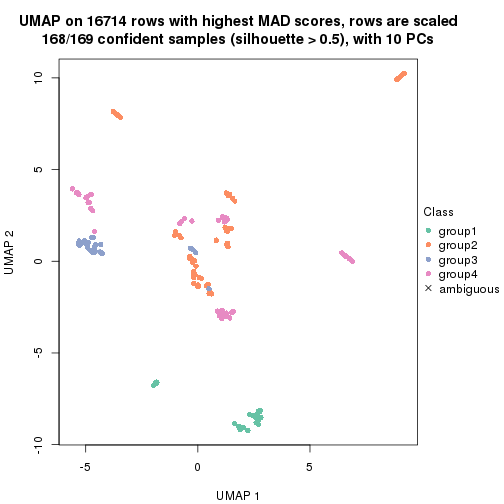 UMAP on 16714 rows with highest MAD scores, rows are scaled
168/169 confident samples (silhouette > 0.5), with 10 PCs
10
5
0
-5
-10
UMAP 2
-5
0
5
UMAP 1
Class
group1
group2
group3
group4
ambiguous